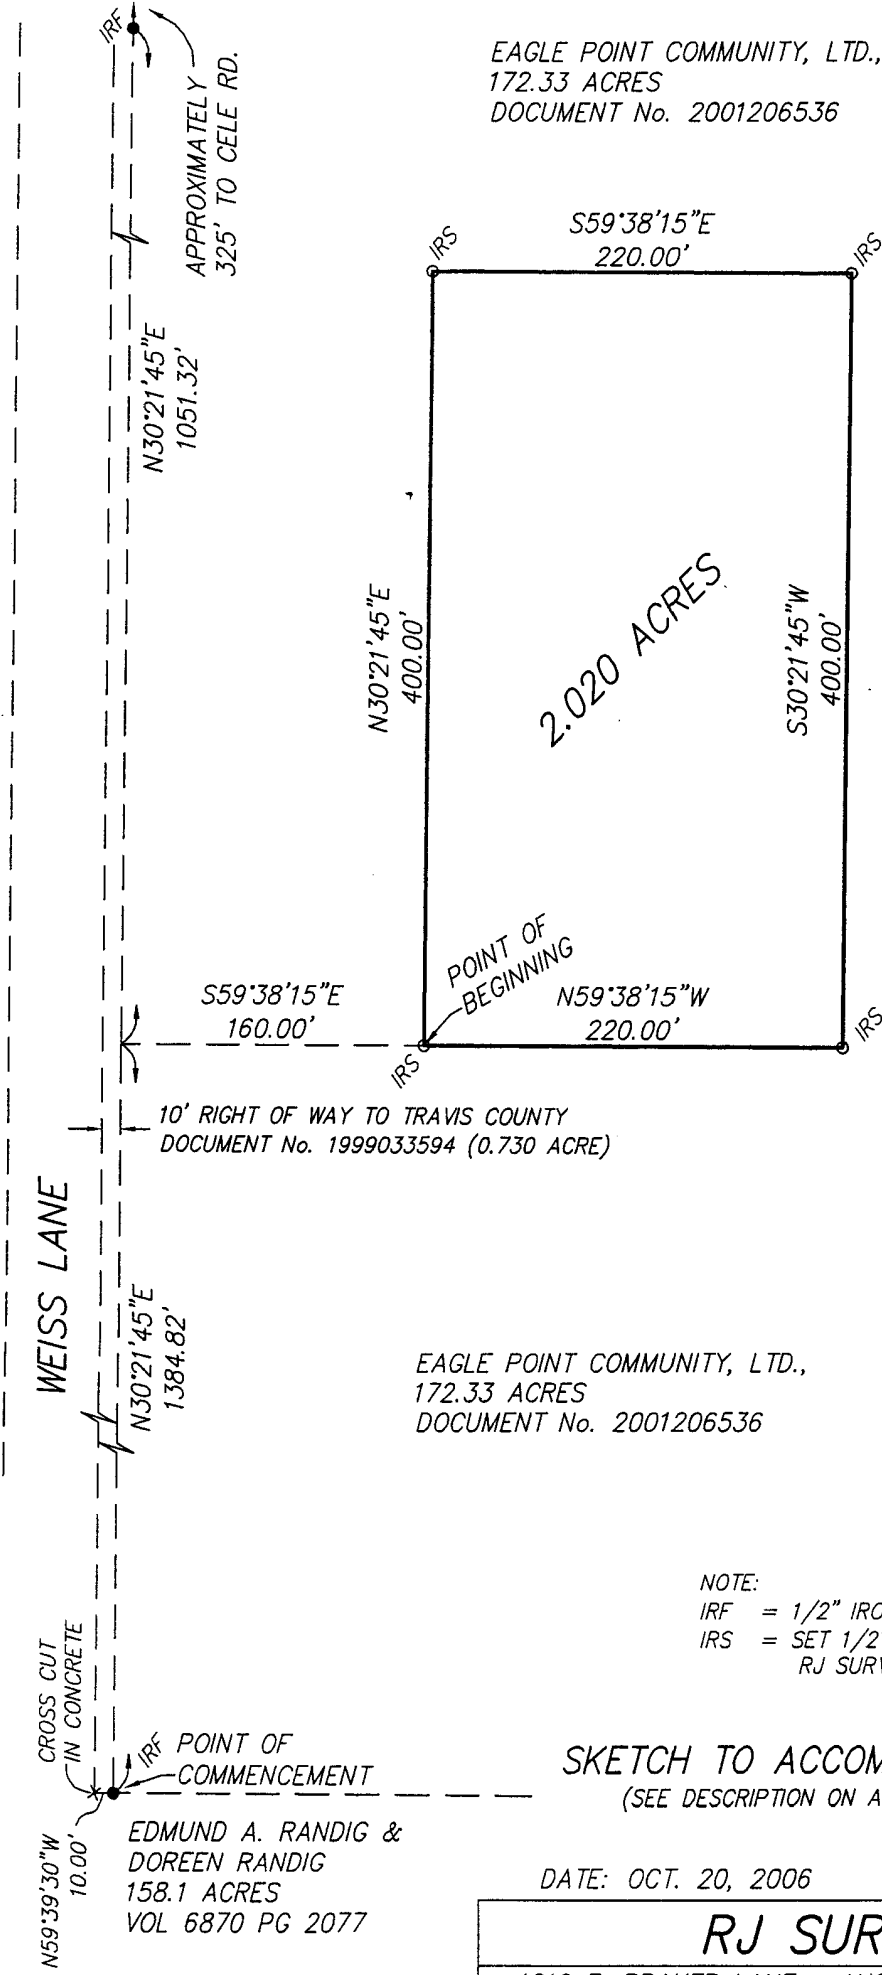 IRF
APPROXIMATELY
325' TO CELE RD.
EAGLE POINT COMMUNITY, LTD.,
172.33 ACRES
DOCUMENT No. 2001206536
N30°21'45"E
1051.32'
IRS
S59°38'15"E
220.00'
IRS
N30°21'45"E
400.00'
2.020 ACRES
S30°21'45"W
400.00'
POINT OF
BEGINNING
S59°38'15"E
160.00'
N59°38'15"W
220.00'
IRS
IRS
10' RIGHT OF WAY TO TRAVIS COUNTY
DOCUMENT No. 1999033594 (0.730 ACRE)
WEISS LANE
N30°21'45"E
1384.82'
EAGLE POINT COMMUNITY, LTD.,
172.33 ACRES
DOCUMENT No. 2001206536
NOTE:
IRF = 1/2" IRO
IRS = SET 1/2
RJ SURV
CROSS CUT
IN CONCRETE
IRF
POINT OF
COMMENCEMENT
SKETCH TO ACCOM
(SEE DESCRIPTION ON A
N59°39'30"W
10.00'
EDMUND A. RANDIG &
DOREEN RANDIG
158.1 ACRES
VOL 6870 PG 2077
DATE: OCT. 20, 2006
RJ SUR